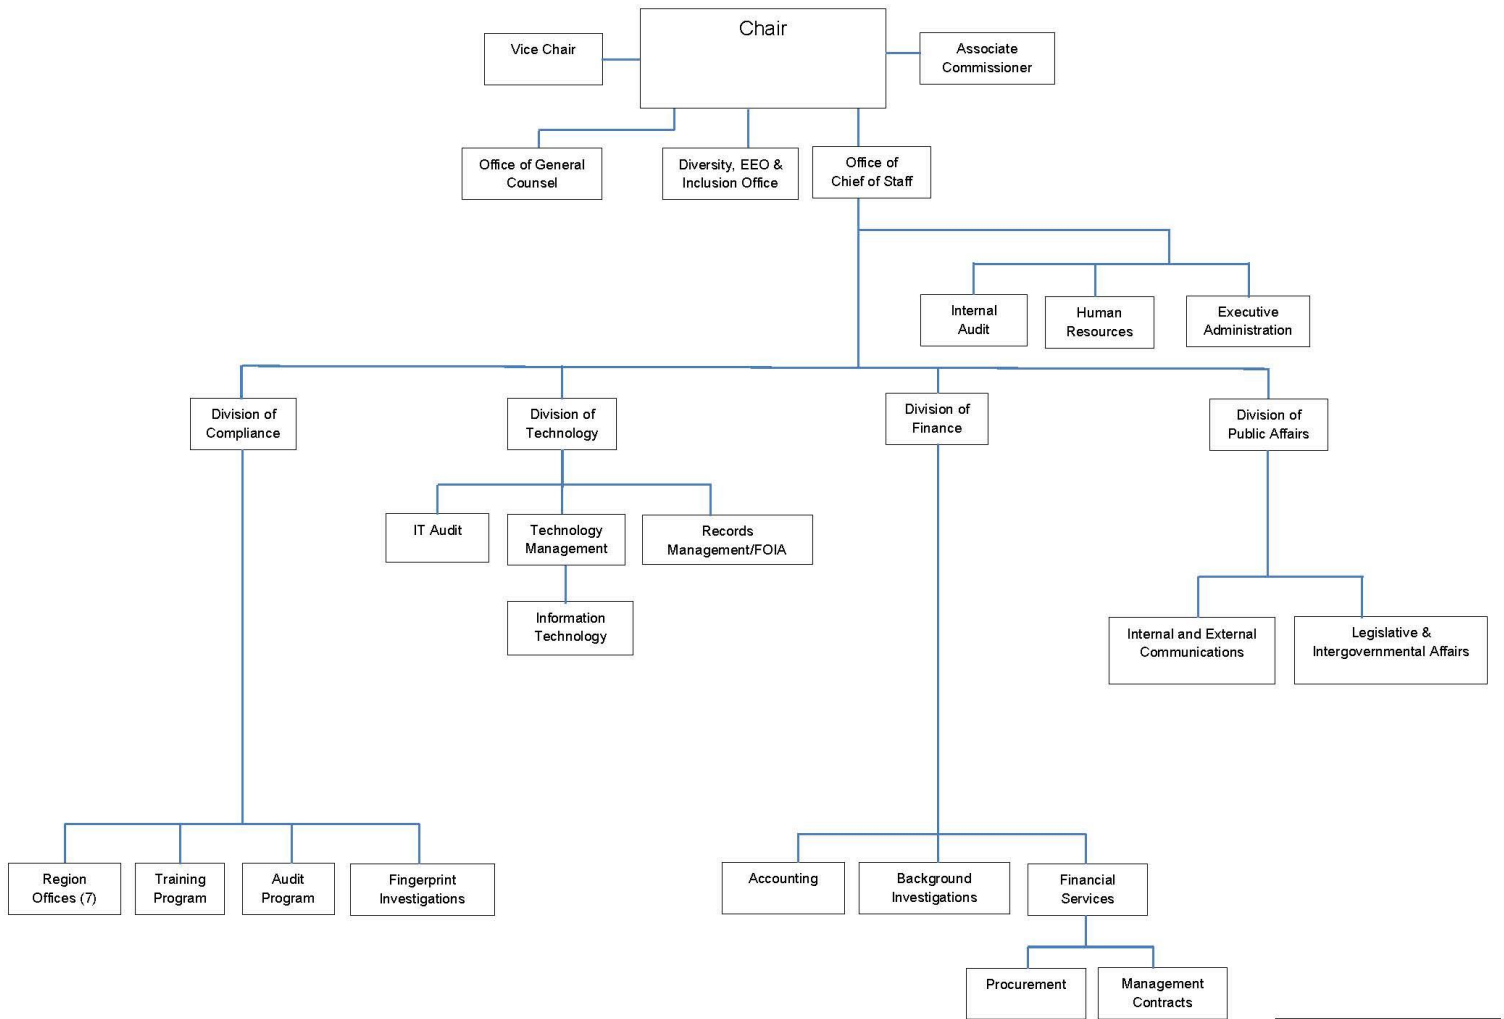 Chair
Vice Chair
Associate
Commissioner
Office of General
Counsel
Diversity, EEO &
Inclusion Office
Office of
Chief of Staff
Internal
Audit
Human
Resources
Executive
Administration
Division of
Compliance
Division of
Technology
Division of
Finance
Division of
Public Affairs
IT Audit
Technology
Management
Records
Management/FOIA
Information
Technology
Internal and External
Communications
Legislative &
Intergovernmental Affairs
Region
Offices (7)
Training
Program
Audit
Program
Fingerprint
Investigations
Accounting
Background
Investigations
Financial
Services
Procurement
Management
Contracts